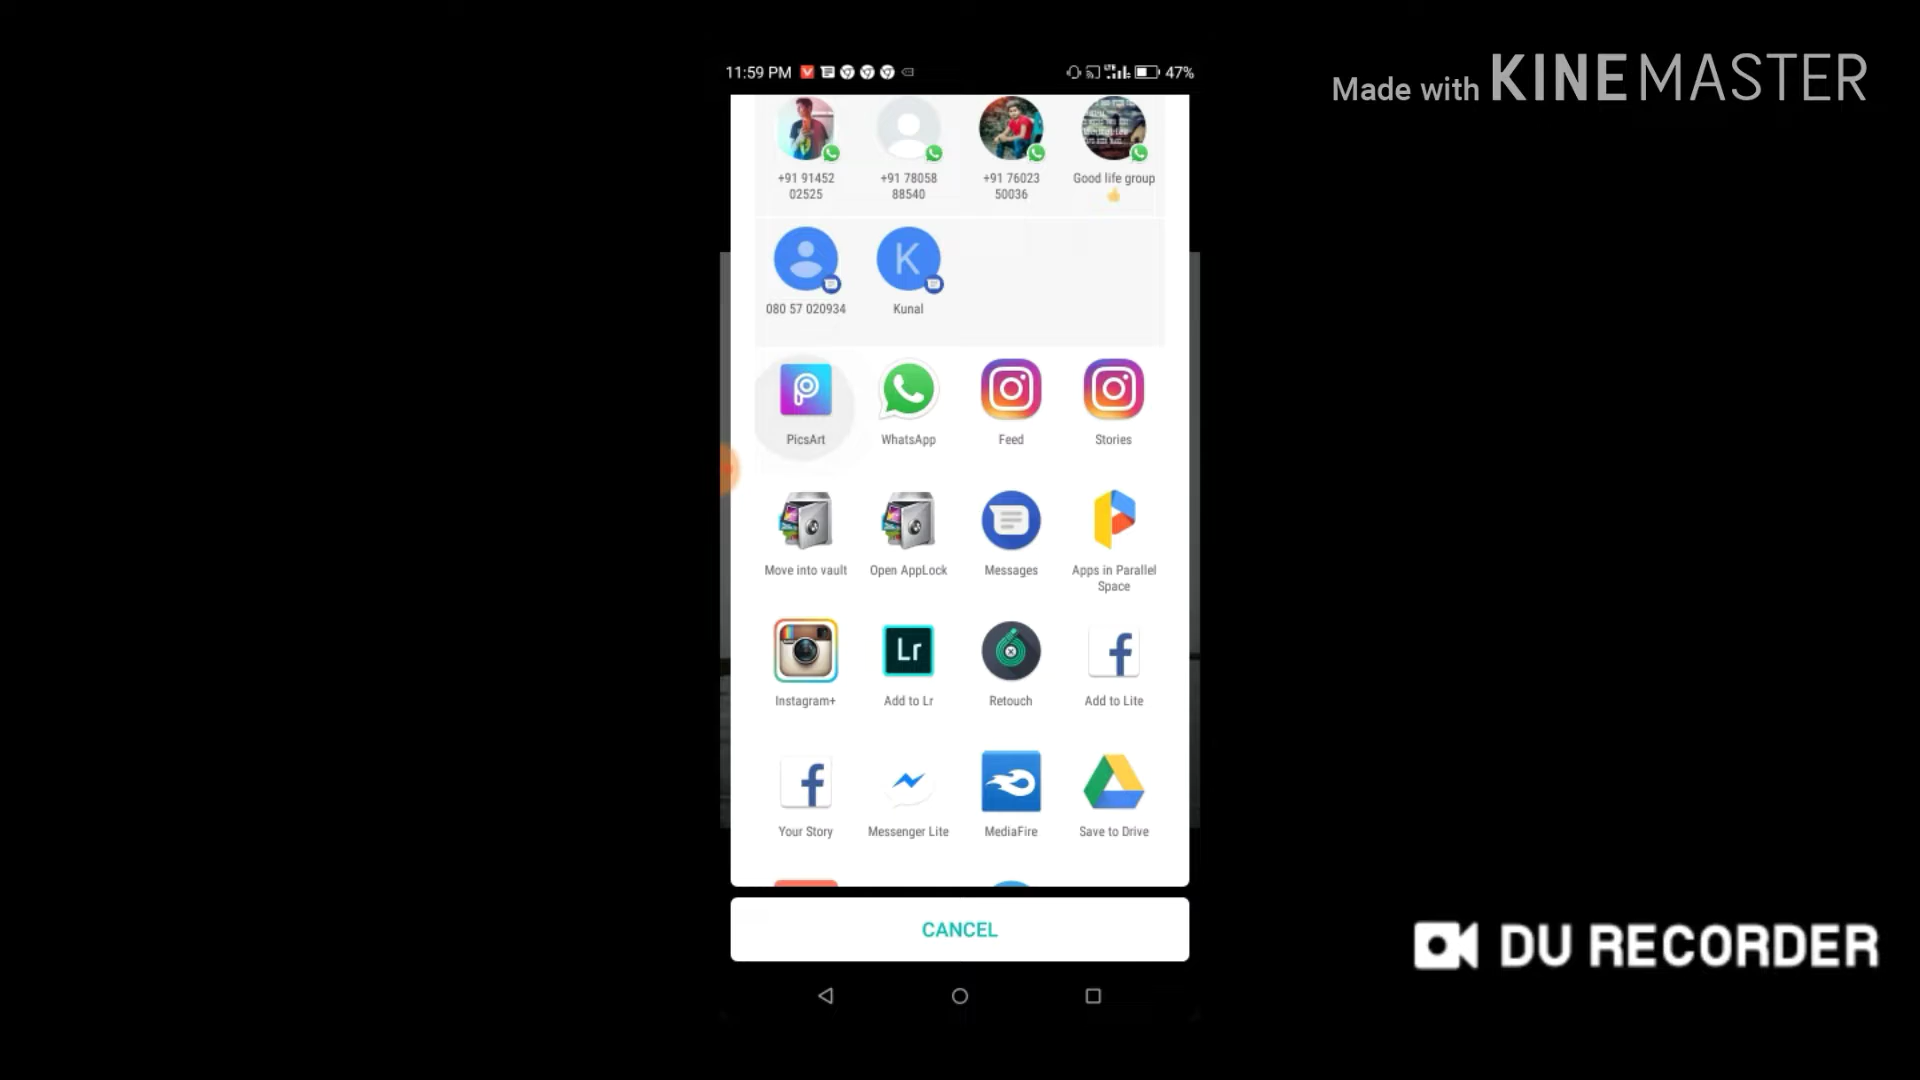 11:59 PM
47%
Made with KINEMASTER
+91 91452
02525
+91 78058
88540
+91 76023
50036
Good life group
👍
080 57 020934
K
Kunal
PicsArt
WhatsApp
Feed
Stories
Move into vault
Open AppLock
Messages
Apps in Parallel
Space
Lr
Instagram+
Add to Lr
Retouch
Add to Lite
Your Story
Messenger Lite
MediaFire
Save to Drive
CANCEL
DU RECORDER